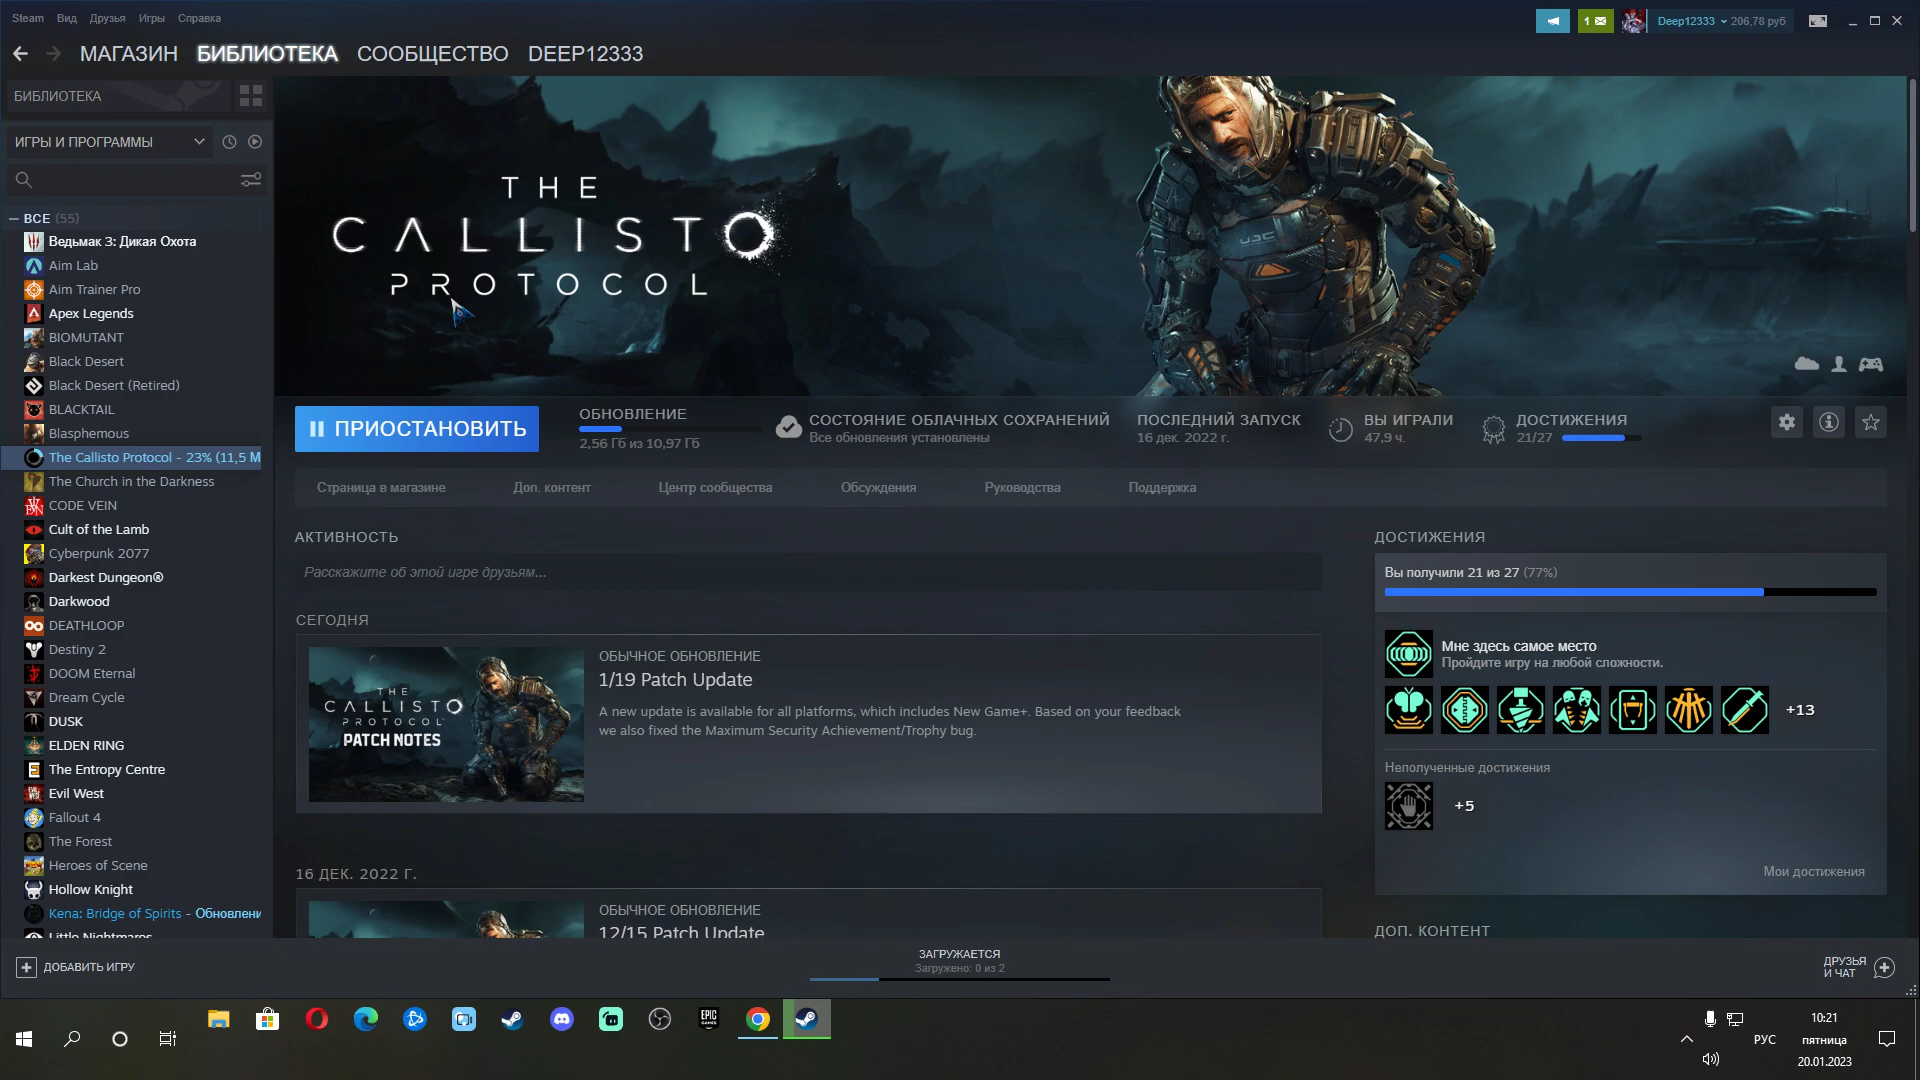 Steam Вид Друзья Игры Справка
1
Deep12333 206,78 руб
МАГАЗИН БИБЛИОТЕКА СООБЩЕСТВО DEEP12333
БИБЛИОТЕКА
ИГРЫ И ПРОГРАММЫ
ВСЕ (55)
Ведьмак 3: Дикая Охота
Aim Lab
Aim Trainer Pro
Apex Legends
BIOMUTANT
Black Desert
Black Desert (Retired)
BLACKTAIL
Blasphemous
The Callisto Protocol - 23% (11,5 М
The Church in the Darkness
CODE VEIN
Cult of the Lamb
Cyberpunk 2077
Darkest Dungeon®
Darkwood
DEATHLOOP
Destiny 2
DOOM Eternal
Dream Cycle
DUSK
ELDEN RING
The Entropy Centre
Evil West
Fallout 4
The Forest
Heroes of Scene
Hollow Knight
Kena: Bridge of Spirits - Обновлени
Little Nightmares
ДОБАВИТЬ ИГРУ
THE
CALLISTO
PROTOCOL
UJC
ПРИОСТАНОВИТЬ
ОБНОВЛЕНИЕ
2,56 Гб из 10,97 Гб
СОСТОЯНИЕ ОБЛАЧНЫХ СОХРАНЕНИЙ
Все обновления установлены
ПОСЛЕДНИЙ ЗАПУСК
16 дек. 2022 г.
ВЫ ИГРАЛИ
47,9 ч.
ДОСТИЖЕНИЯ
21/27
Страница в магазине Доп. контент Центр сообщества Обсуждения Руководства Поддержка
АКТИВНОСТЬ
Расскажите об этой игре друзьям...
СЕГОДНЯ
THE
CALLISTO
PROTOCOL
PATCH NOTES
ОБЫЧНОЕ ОБНОВЛЕНИЕ
1/19 Patch Update
A new update is available for all platforms, which includes New Game+. Based on your feedback
we also fixed the Maximum Security Achievement/Trophy bug.
16 ДЕК. 2022 Г.
ОБЫЧНОЕ ОБНОВЛЕНИЕ
12/15 Patch Update
ДОСТИЖЕНИЯ
Вы получили 21 из 27 (77%)
Мне здесь самое место
Пройдите игру на любой сложности.
+13
Неполученные достижения
+5
Мои достижения
ДОП. КОНТЕНТ
ЗАГРУЖАЕТСЯ
Загружено: 0 из 2
ДРУЗЬЯ
И ЧАТ
EPIC
GAMES
РУС
10:21
пятница
20.01.2023